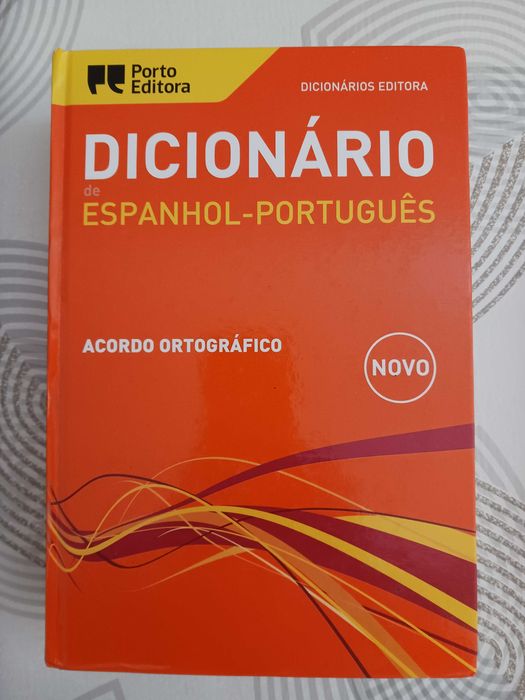 Porto
Editora
DICIONÁRIOS EDITORA
DICIONÁRIO
de
ESPANHOL-PORTUGUÊS
ACORDO ORTOGRÁFICO
NOVO